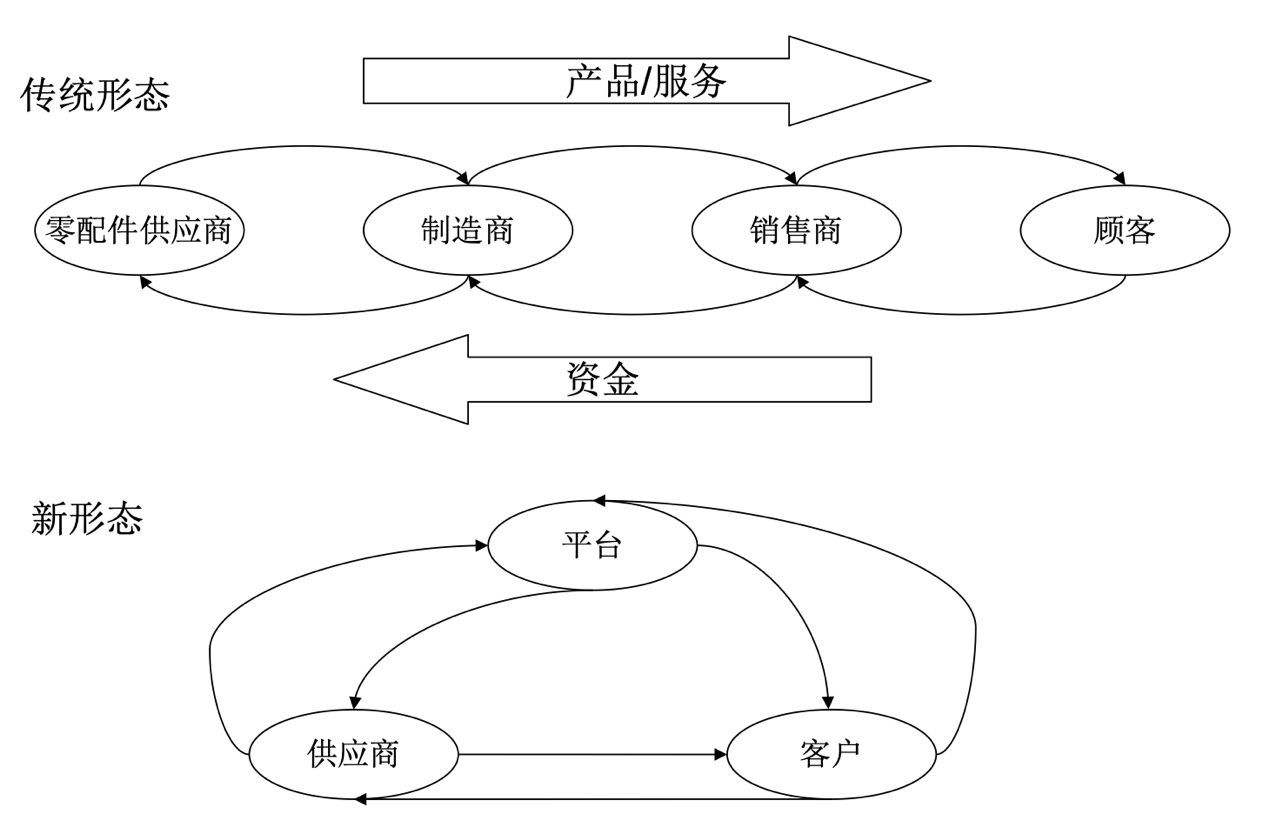 产品/服务
传统形态
零配件供应商
制造商
销售商
顾客
资金
新形态
平台
供应商
客户